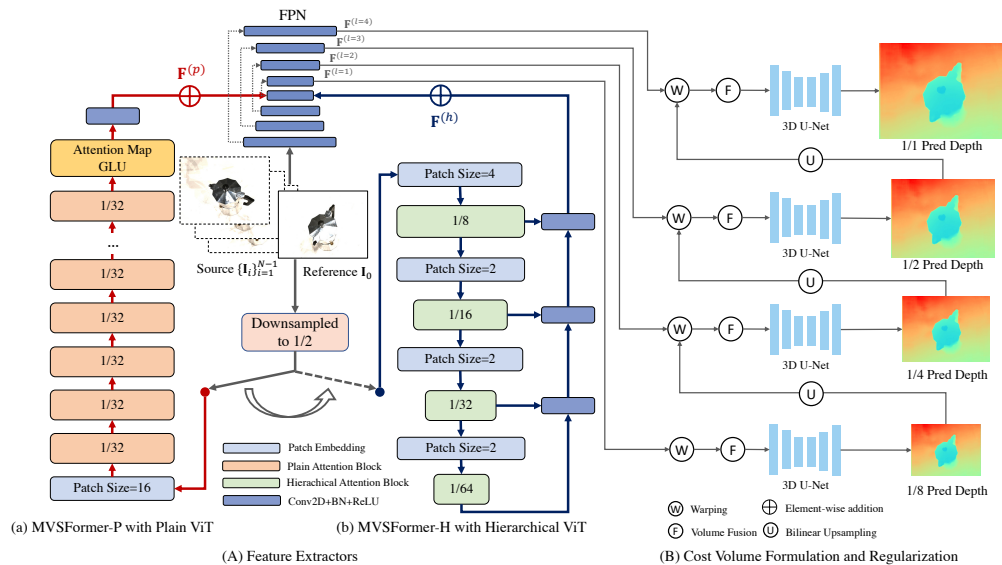 FPN
F^(l=4)
F^(l=3)
F^(l=2)
F^(l=1)
F^(p)
F^(h)
Attention Map
GLU
1/32
...
1/32
1/32
1/32
1/32
1/32
1/32
Patch Size=16
(a) MVSFormer-P with Plain ViT
Source {I_i}_{i=1}^{N-1}
Reference I_0
Downsampled
to 1/2
Patch Embedding
Plain Attention Block
Hierachical Attention Block
Conv2D+BN+ReLU
Patch Size=4
1/8
Patch Size=2
1/16
Patch Size=2
1/32
Patch Size=2
1/64
(b) MVSFormer-H with Hierarchical ViT
(A) Feature Extractors
W
F
3D U-Net
1/1 Pred Depth
U
W
F
3D U-Net
1/2 Pred Depth
U
W
F
3D U-Net
1/4 Pred Depth
U
W
F
3D U-Net
1/8 Pred Depth
W Warping
Element-wise addition
F Volume Fusion
U Bilinear Upsampling
(B) Cost Volume Formulation and Regularization